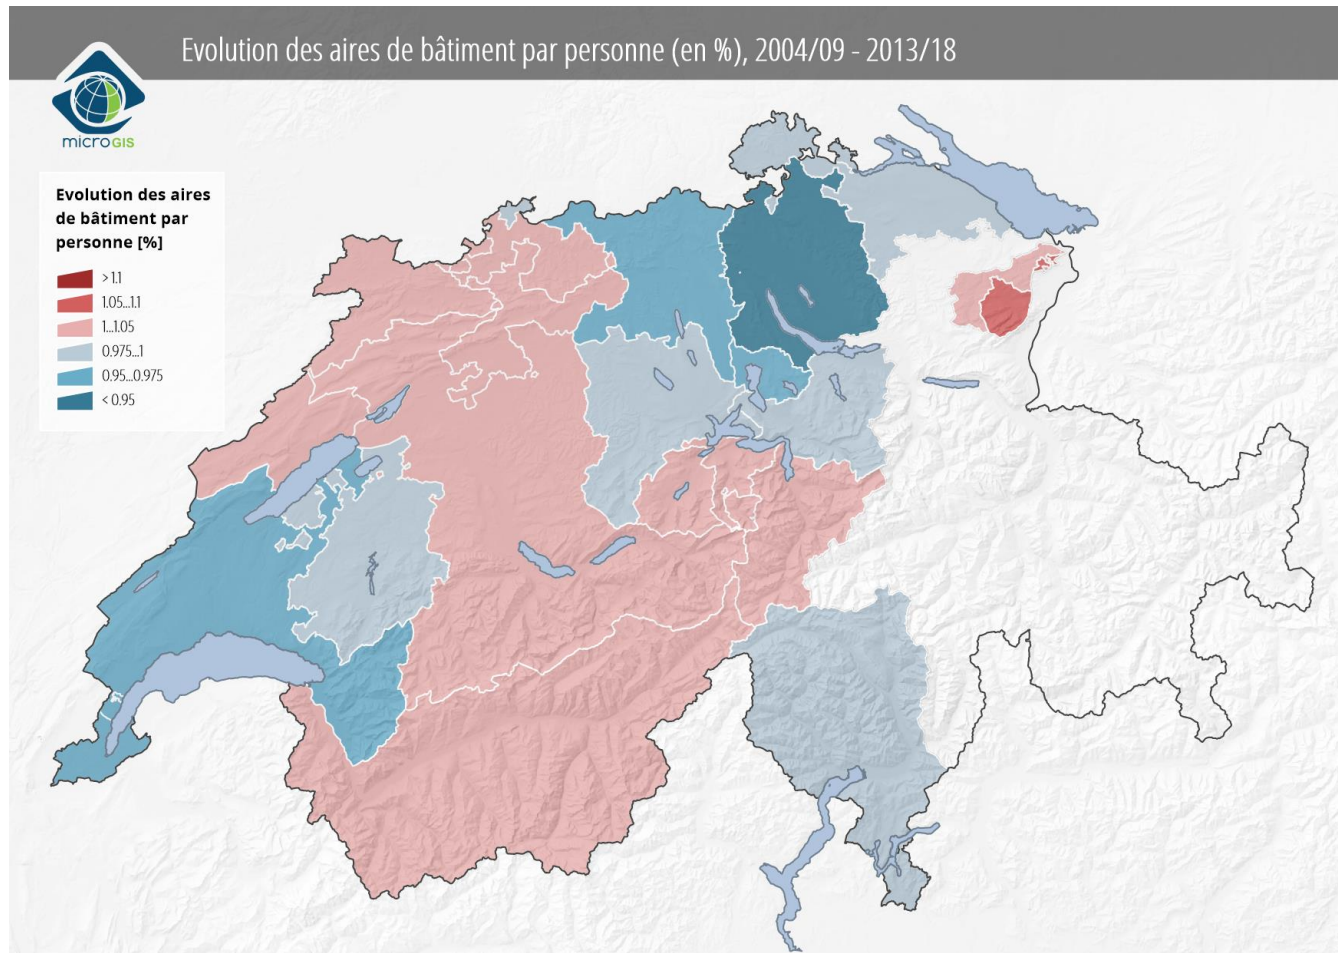 Evolution des aires de bâtiment par personne (en %), 2004/09 - 2013/18
microGIS
Evolution des aires
de bâtiment par
personne [%]
> 1.1
1.05...1.1
1...1.05
0.975...1
0.95...0.975
< 0.95